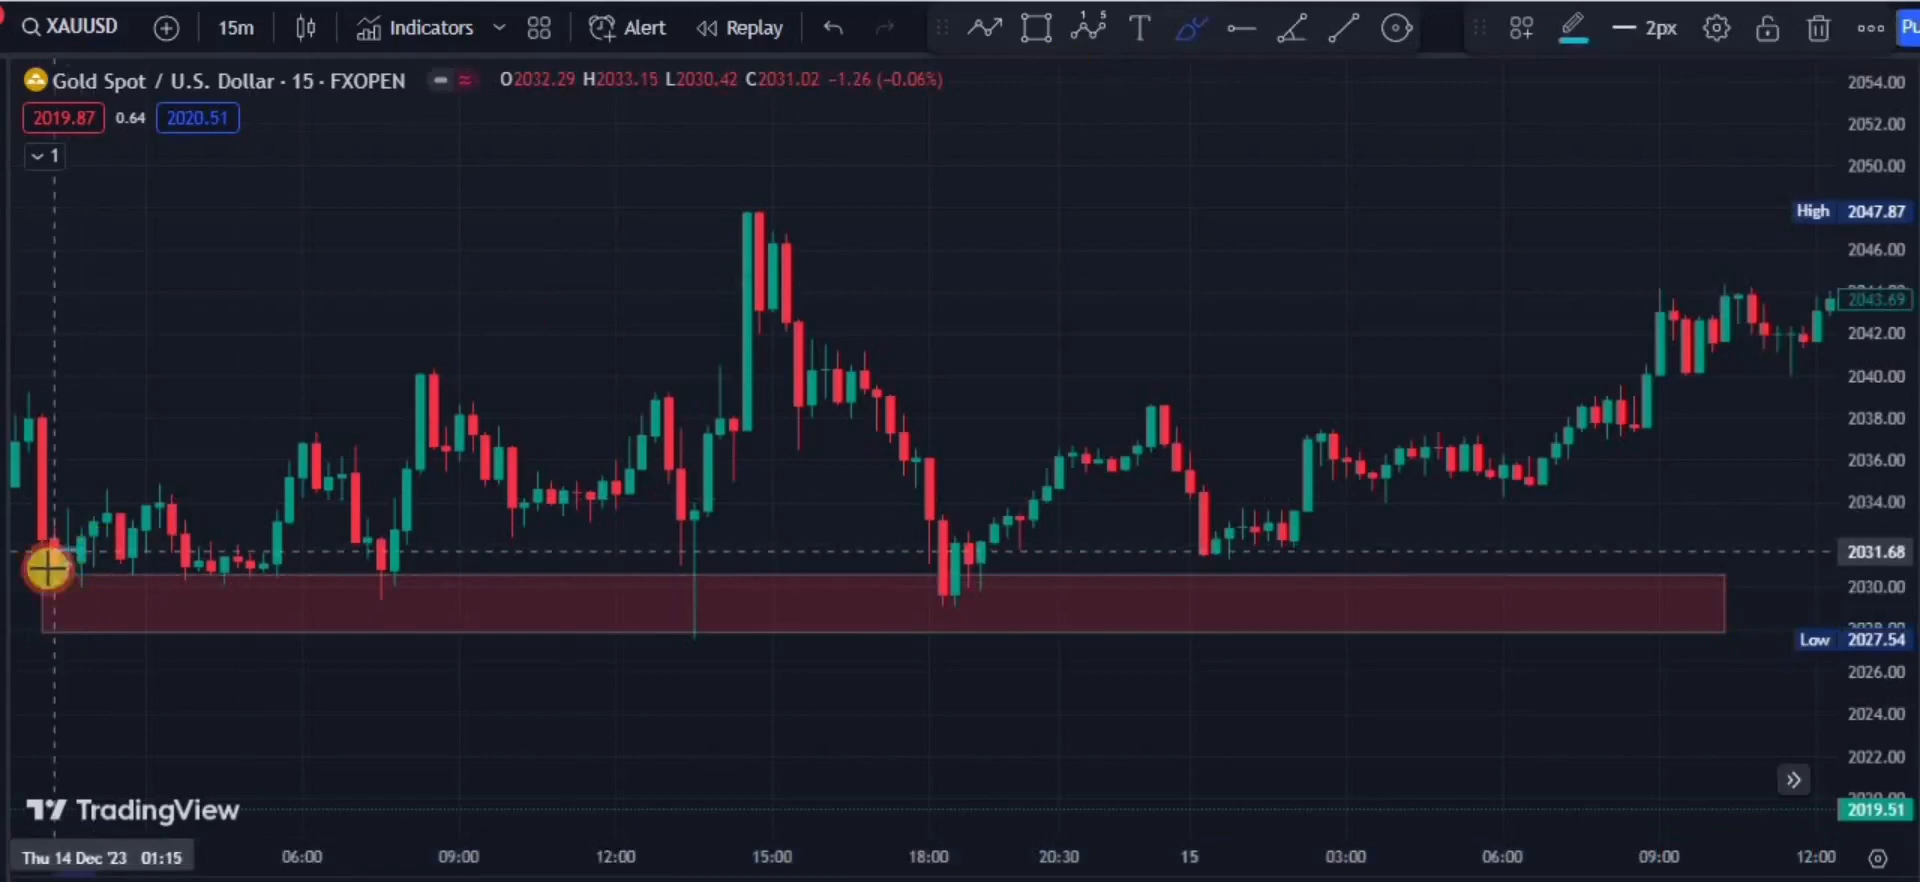 XAUUSD 15m Indicators Alert Replay T 1 5 2px Pu
Gold Spot / U.S. Dollar · 15 · FXOPEN O2032.29 H2033.15 L2030.42 C2031.02 −1.26 (−0.06%)
2019.87 0.64 2020.51
1
2054.00
2052.00
2050.00
High 2047.87
2046.00
2043.69
2042.00
2040.00
2038.00
2036.00
2034.00
2031.68
2030.00
Low 2027.54
2026.00
2024.00
2022.00
2019.51
TradingView
Thu 14 Dec '23 01:15 06:00 09:00 12:00 15:00 18:00 20:30 15 03:00 06:00 09:00 12:00